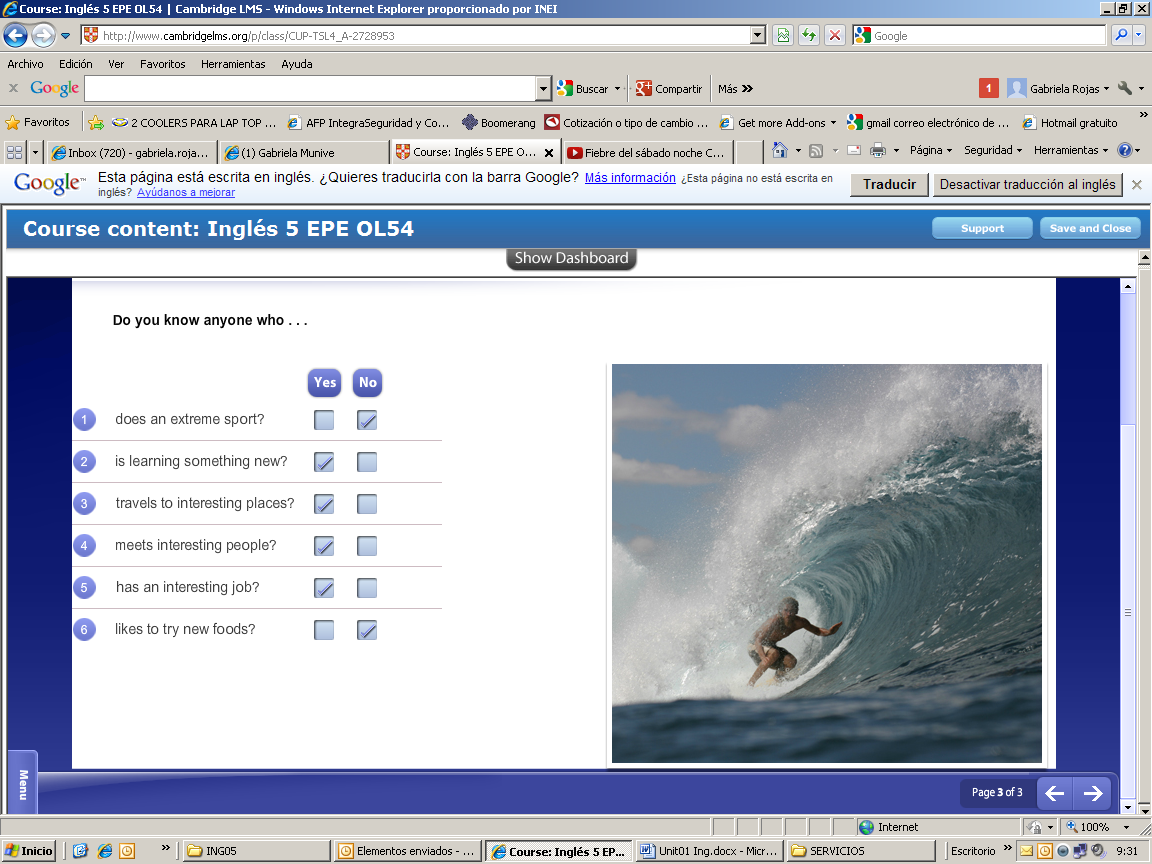 Course: Inglés 5 EPE OL54 | Cambridge LMS - Windows Internet Explorer proporcionado por INEI
http://www.cambridgelms.org/p/class/CUP-TSL4_A-2728953
Google
Archivo Edición Ver Favoritos Herramientas Ayuda
x Google Buscar Compartir Más 1 Gabriela Rojas
Favoritos 2 COOLERS PARA LAP TOP ... AFP IntegraSeguridad y Co... Boomerang Cotización o tipo de cambio ... Get more Add-ons gmail correo electrónico de ... Hotmail gratuito
Inbox (720) - gabriela.roja... (1) Gabriela Munive Course: Inglés 5 EPE O... Fiebre del sábado noche C... Página Seguridad Herramientas
Google Esta página está escrita en inglés. ¿Quieres traducirla con la barra Google? Más información ¿Esta página no está escrita en
inglés? Ayúdanos a mejorar
Traducir Desactivar traducción al inglés
Course content: Inglés 5 EPE OL54 Support Save and Close
Show Dashboard
Do you know anyone who . . .
Yes No
1 does an extreme sport?
2 is learning something new?
3 travels to interesting places?
4 meets interesting people?
5 has an interesting job?
6 likes to try new foods?
Menu
Page 3 of 3
Internet 100%
Inicio ING05 Elementos enviados - ... Course: Inglés 5 EP... Unit01 Ing.docx - Micr... SERVICIOS Escritorio 9:31